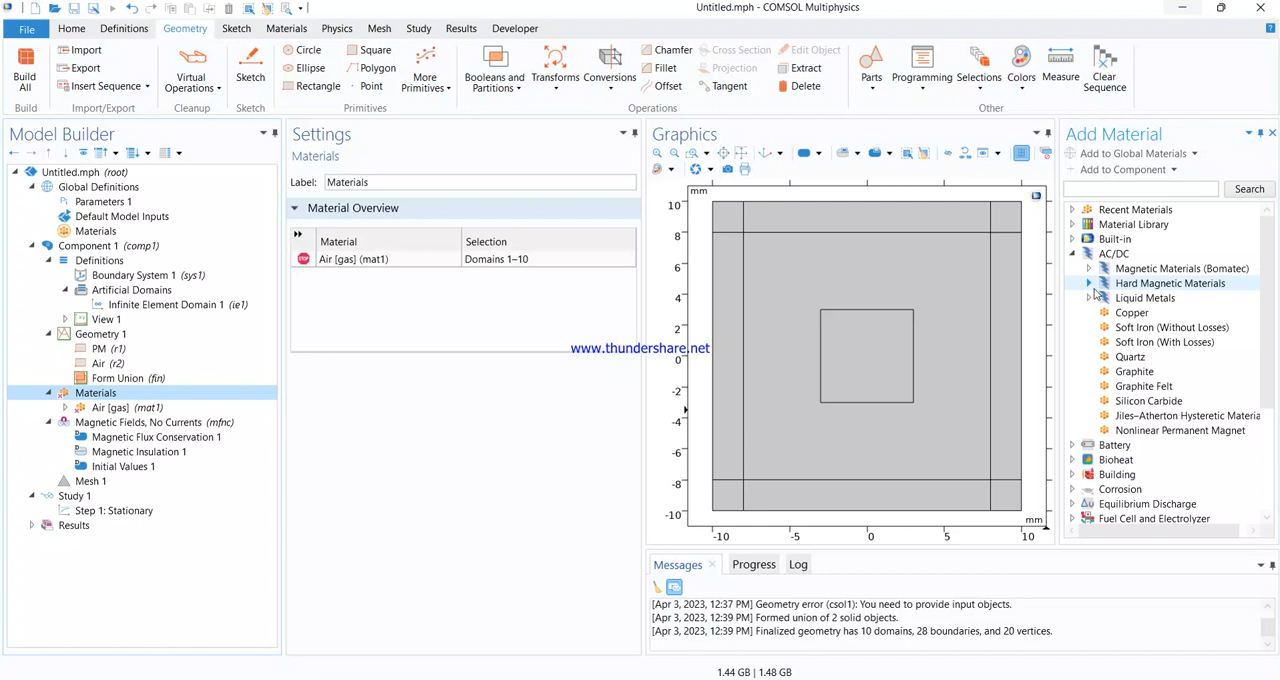 Untitled.mph - COMSOL Multiphysics
File Home Definitions Geometry Sketch Materials Physics Mesh Study Results Developer
Build All
Build
Import
Export
Insert Sequence
Import/Export
Virtual Operations
Cleanup
Sketch
Sketch
Circle Square
Ellipse Polygon
Rectangle Point
More Primitives
Primitives
Booleans and Partitions
Transforms
Conversions
Chamfer Cross Section Edit Object
Fillet Projection Extract
Offset Tangent Delete
Operations
Parts
Programming
Selections
Colors
Measure
Clear Sequence
Other
Model Builder
Untitled.mph (root)
Global Definitions
Parameters 1
Default Model Inputs
Materials
Component 1 (comp1)
Definitions
Boundary System 1 (sys1)
Artificial Domains
Infinite Element Domain 1 (ie1)
View 1
Geometry 1
PM (r1)
Air (r2)
Form Union (fin)
Materials
Air [gas] (mat1)
Magnetic Fields, No Currents (mfnc)
Magnetic Flux Conservation 1
Magnetic Insulation 1
Initial Values 1
Mesh 1
Study 1
Step 1: Stationary
Results
Settings
Materials
Label: Materials
Material Overview
Material Selection
STOP Air [gas] (mat1) Domains 1–10
www.thundershare.net
Graphics
mm
10
8
6
4
2
0
-2
-4
-6
-8
-10
mm
-10 -5 0 5 10
Messages Progress Log
[Apr 3, 2023, 12:37 PM] Geometry error (csol1): You need to provide input objects.
[Apr 3, 2023, 12:39 PM] Formed union of 2 solid objects.
[Apr 3, 2023, 12:39 PM] Finalized geometry has 10 domains, 28 boundaries, and 20 vertices.
Add Material
Add to Global Materials
Add to Component
Search
Recent Materials
Material Library
Built-in
AC/DC
Magnetic Materials (Bomatec)
Hard Magnetic Materials
Liquid Metals
Copper
Soft Iron (Without Losses)
Soft Iron (With Losses)
Quartz
Graphite
Graphite Felt
Silicon Carbide
Jiles–Atherton Hysteretic Materia
Nonlinear Permanent Magnet
Battery
Bioheat
Building
Corrosion
Equilibrium Discharge
Fuel Cell and Electrolyzer
1.44 GB | 1.48 GB